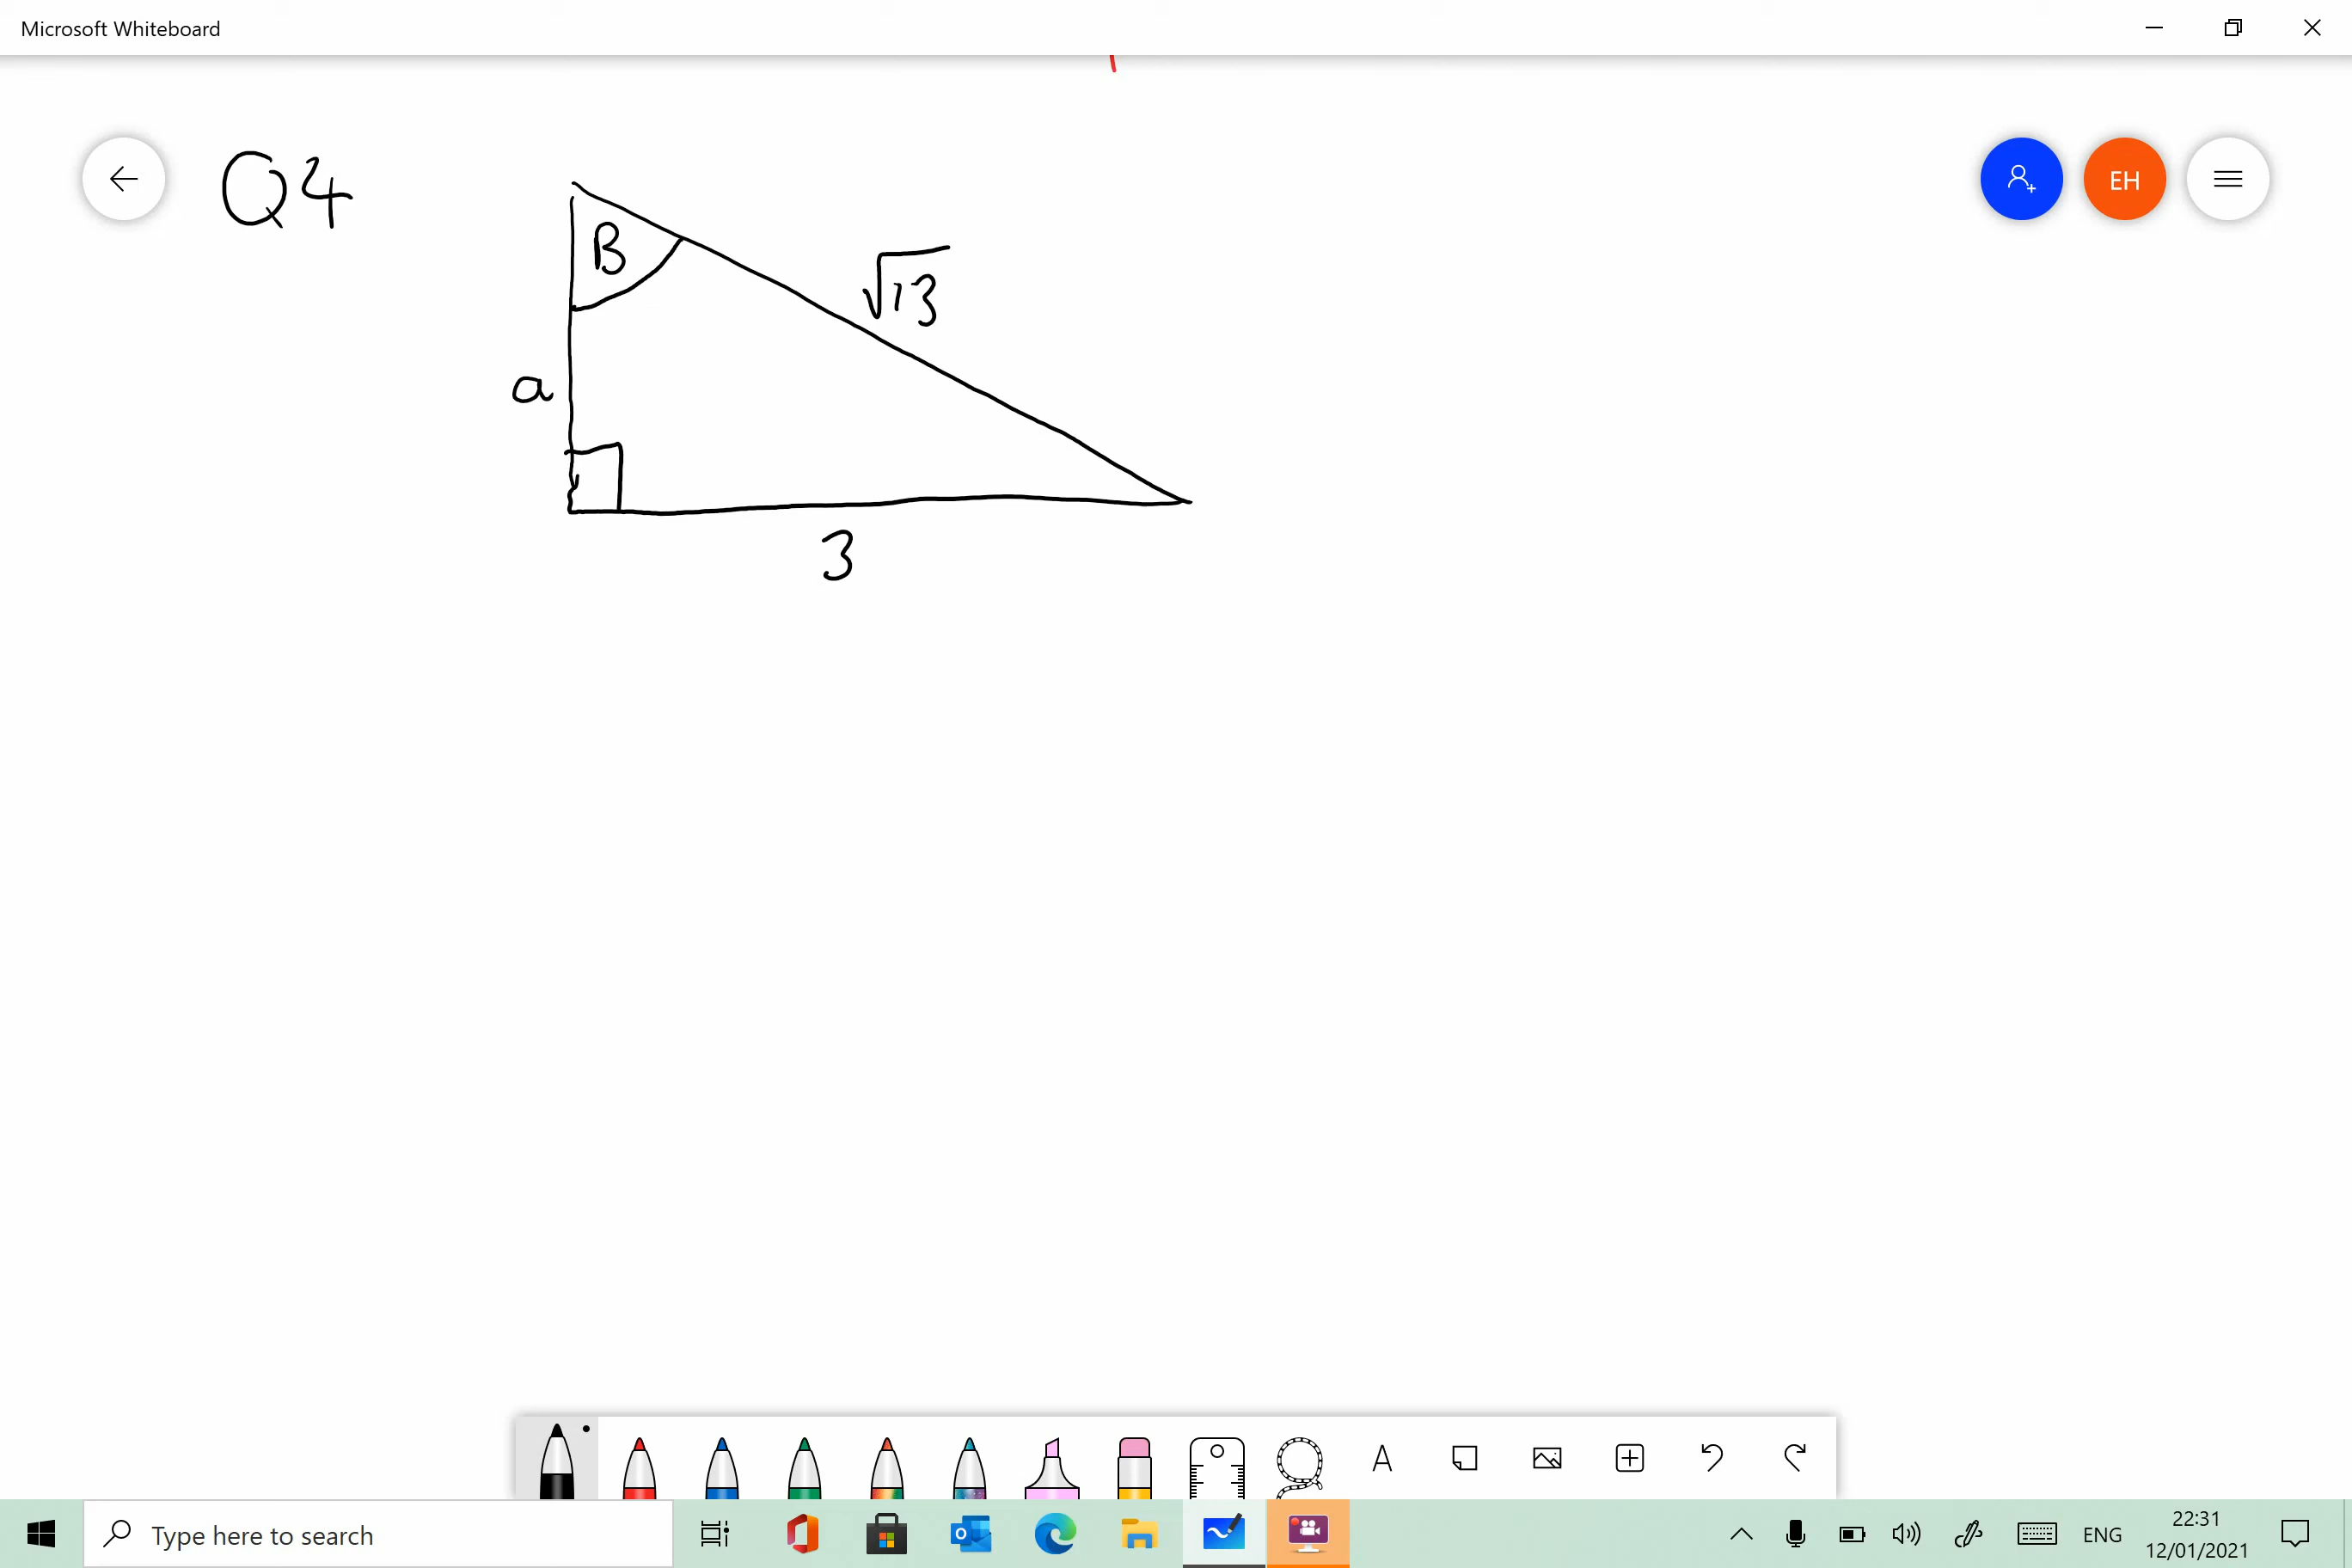 Microsoft Whiteboard
Q4
EH
B
√13
a
3
A
Type here to search
ENG
22:31
12/01/2021